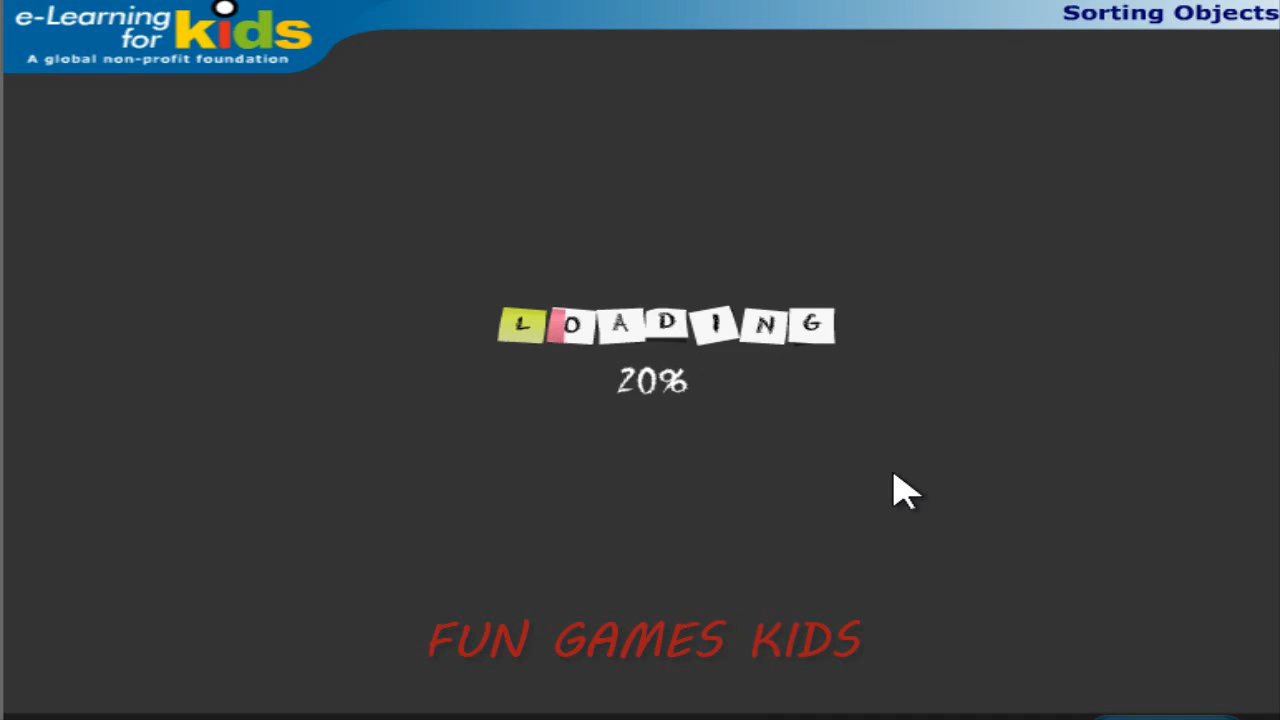 e-Learning
for kids
A global non-profit foundation
Sorting Objects
LOADING
20%
FUN GAMES KIDS